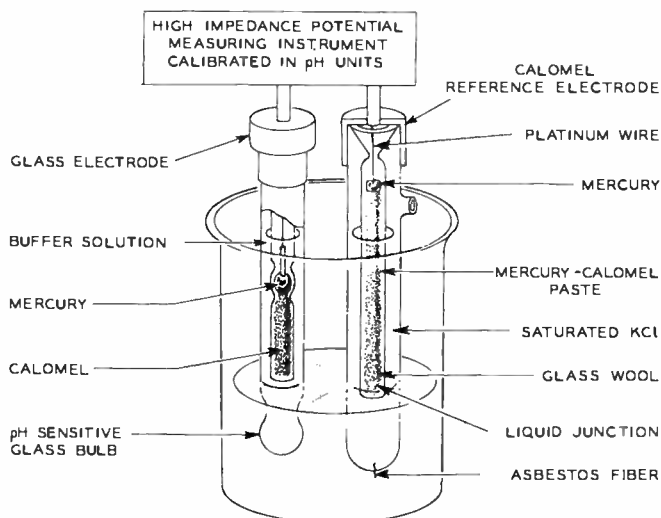 HIGH IMPEDANCE POTENTIAL
MEASURING INSTRUMENT
CALIBRATED IN pH UNITS
GLASS ELECTRODE
BUFFER SOLUTION
MERCURY
CALOMEL
pH SENSITIVE
GLASS BULB
CALOMEL
REFERENCE ELECTRODE
PLATINUM WIRE
MERCURY
MERCURY-CALOMEL
PASTE
SATURATED KCl
GLASS WOOL
LIQUID JUNCTION
ASBESTOS FIBER